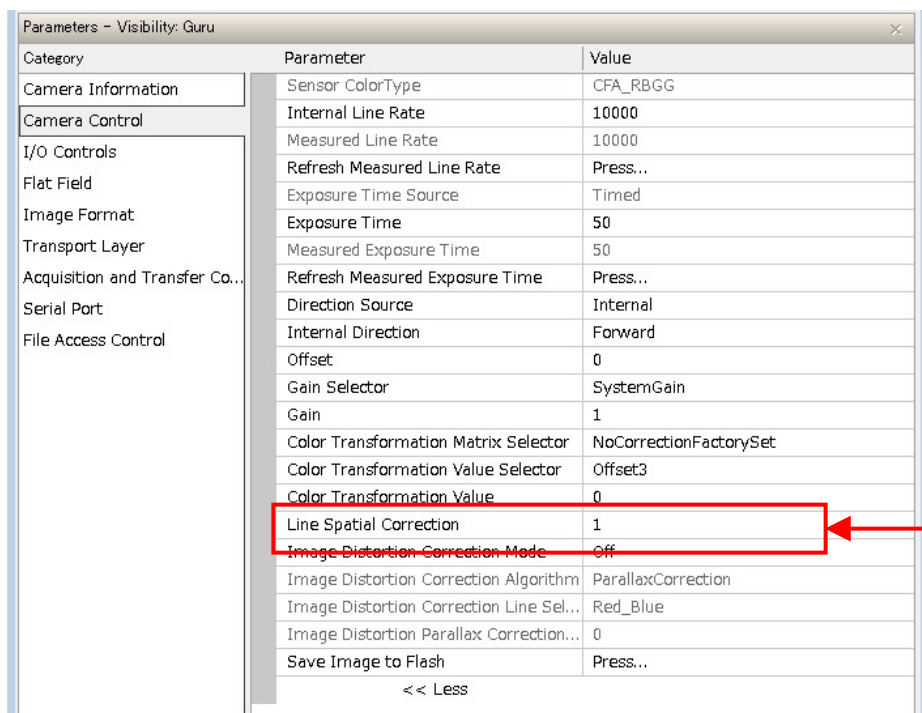 Parameters - Visibility: Guru
Category Parameter Value
Camera Information
Camera Control
I/O Controls
Flat Field
Image Format
Transport Layer
Acquisition and Transfer Co...
Serial Port
File Access Control
Sensor ColorType CFA_RBGG
Internal Line Rate 10000
Measured Line Rate 10000
Refresh Measured Line Rate Press...
Exposure Time Source Timed
Exposure Time 50
Measured Exposure Time 50
Refresh Measured Exposure Time Press...
Direction Source Internal
Internal Direction Forward
Offset 0
Gain Selector SystemGain
Gain 1
Color Transformation Matrix Selector NoCorrectionFactorySet
Color Transformation Value Selector Offset3
Color Transformation Value 0
Line Spatial Correction 1
Image Distortion Correction Mode Off
Image Distortion Correction Algorithm ParallaxCorrection
Image Distortion Correction Line Sel... Red_Blue
Image Distortion Parallax Correction... 0
Save Image to Flash Press...
<< Less